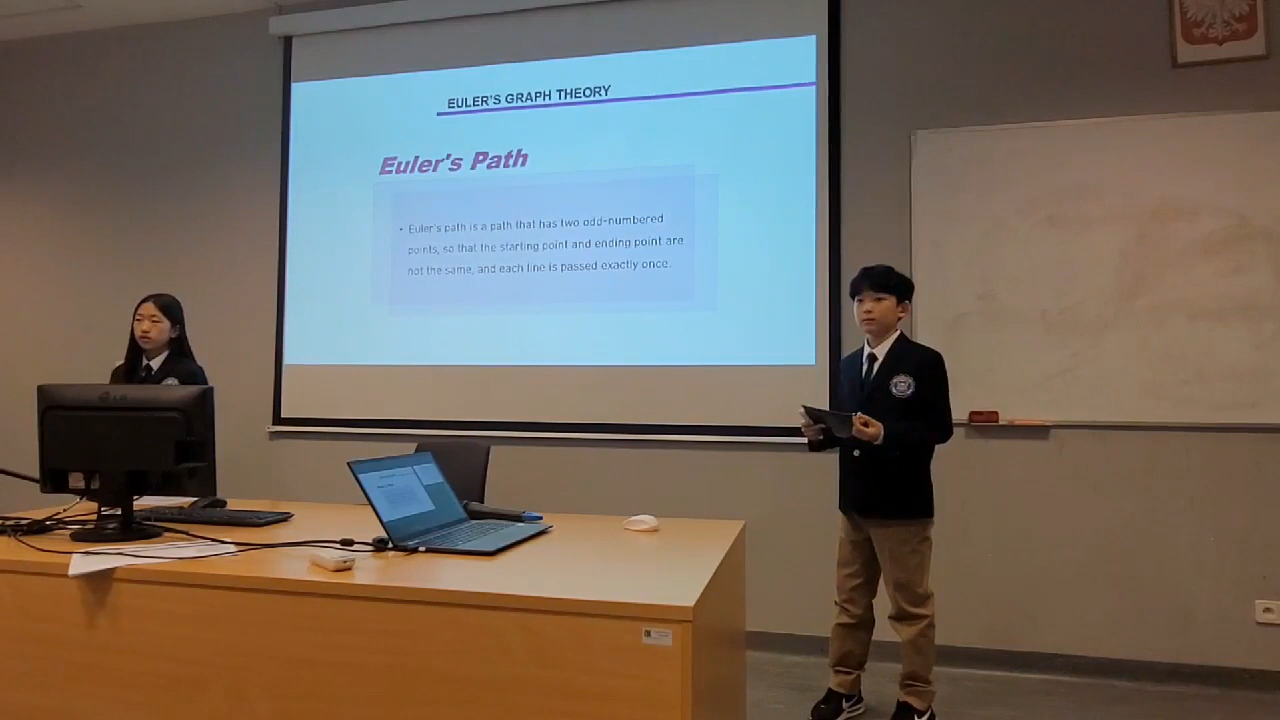 EULER'S GRAPH THEORY
Euler's Path
• Euler's path is a path that has two odd-numbered
points, so that the starting point and ending point are
not the same, and each line is passed exactly once.
LG